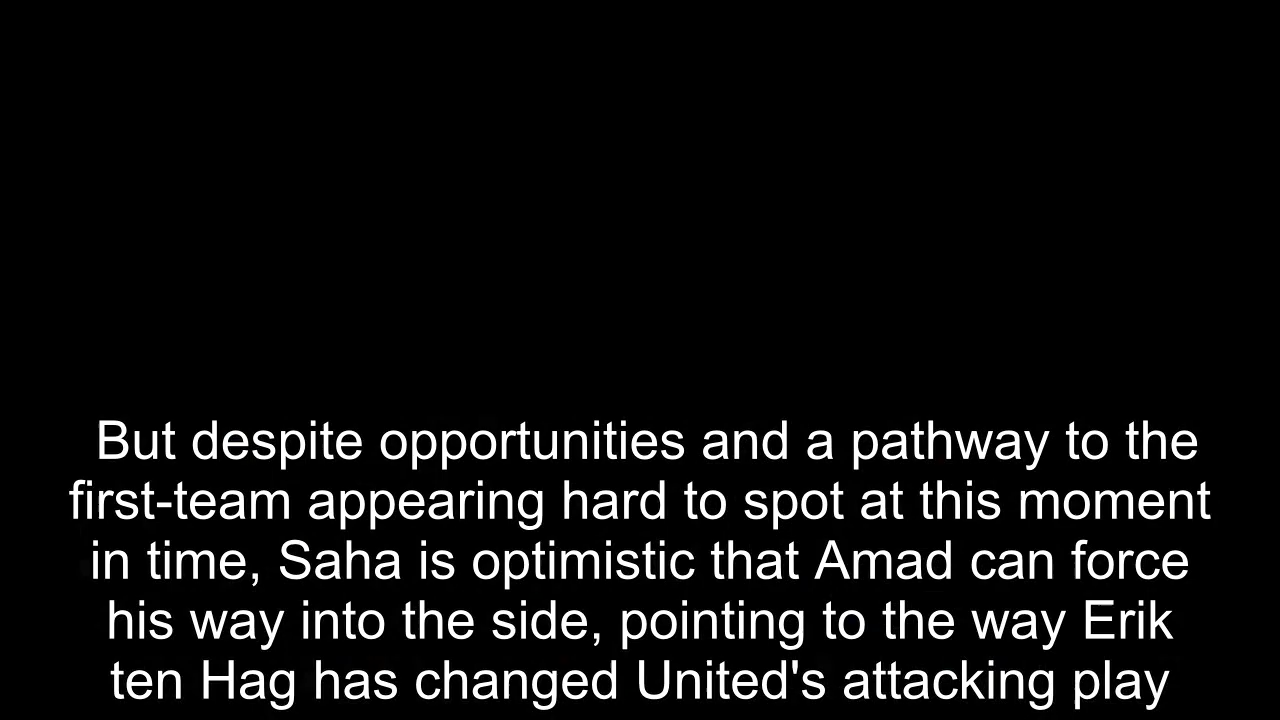 But despite opportunities and a pathway to the
first-team appearing hard to spot at this moment
in time, Saha is optimistic that Amad can force
his way into the side, pointing to the way Erik
ten Hag has changed United's attacking play